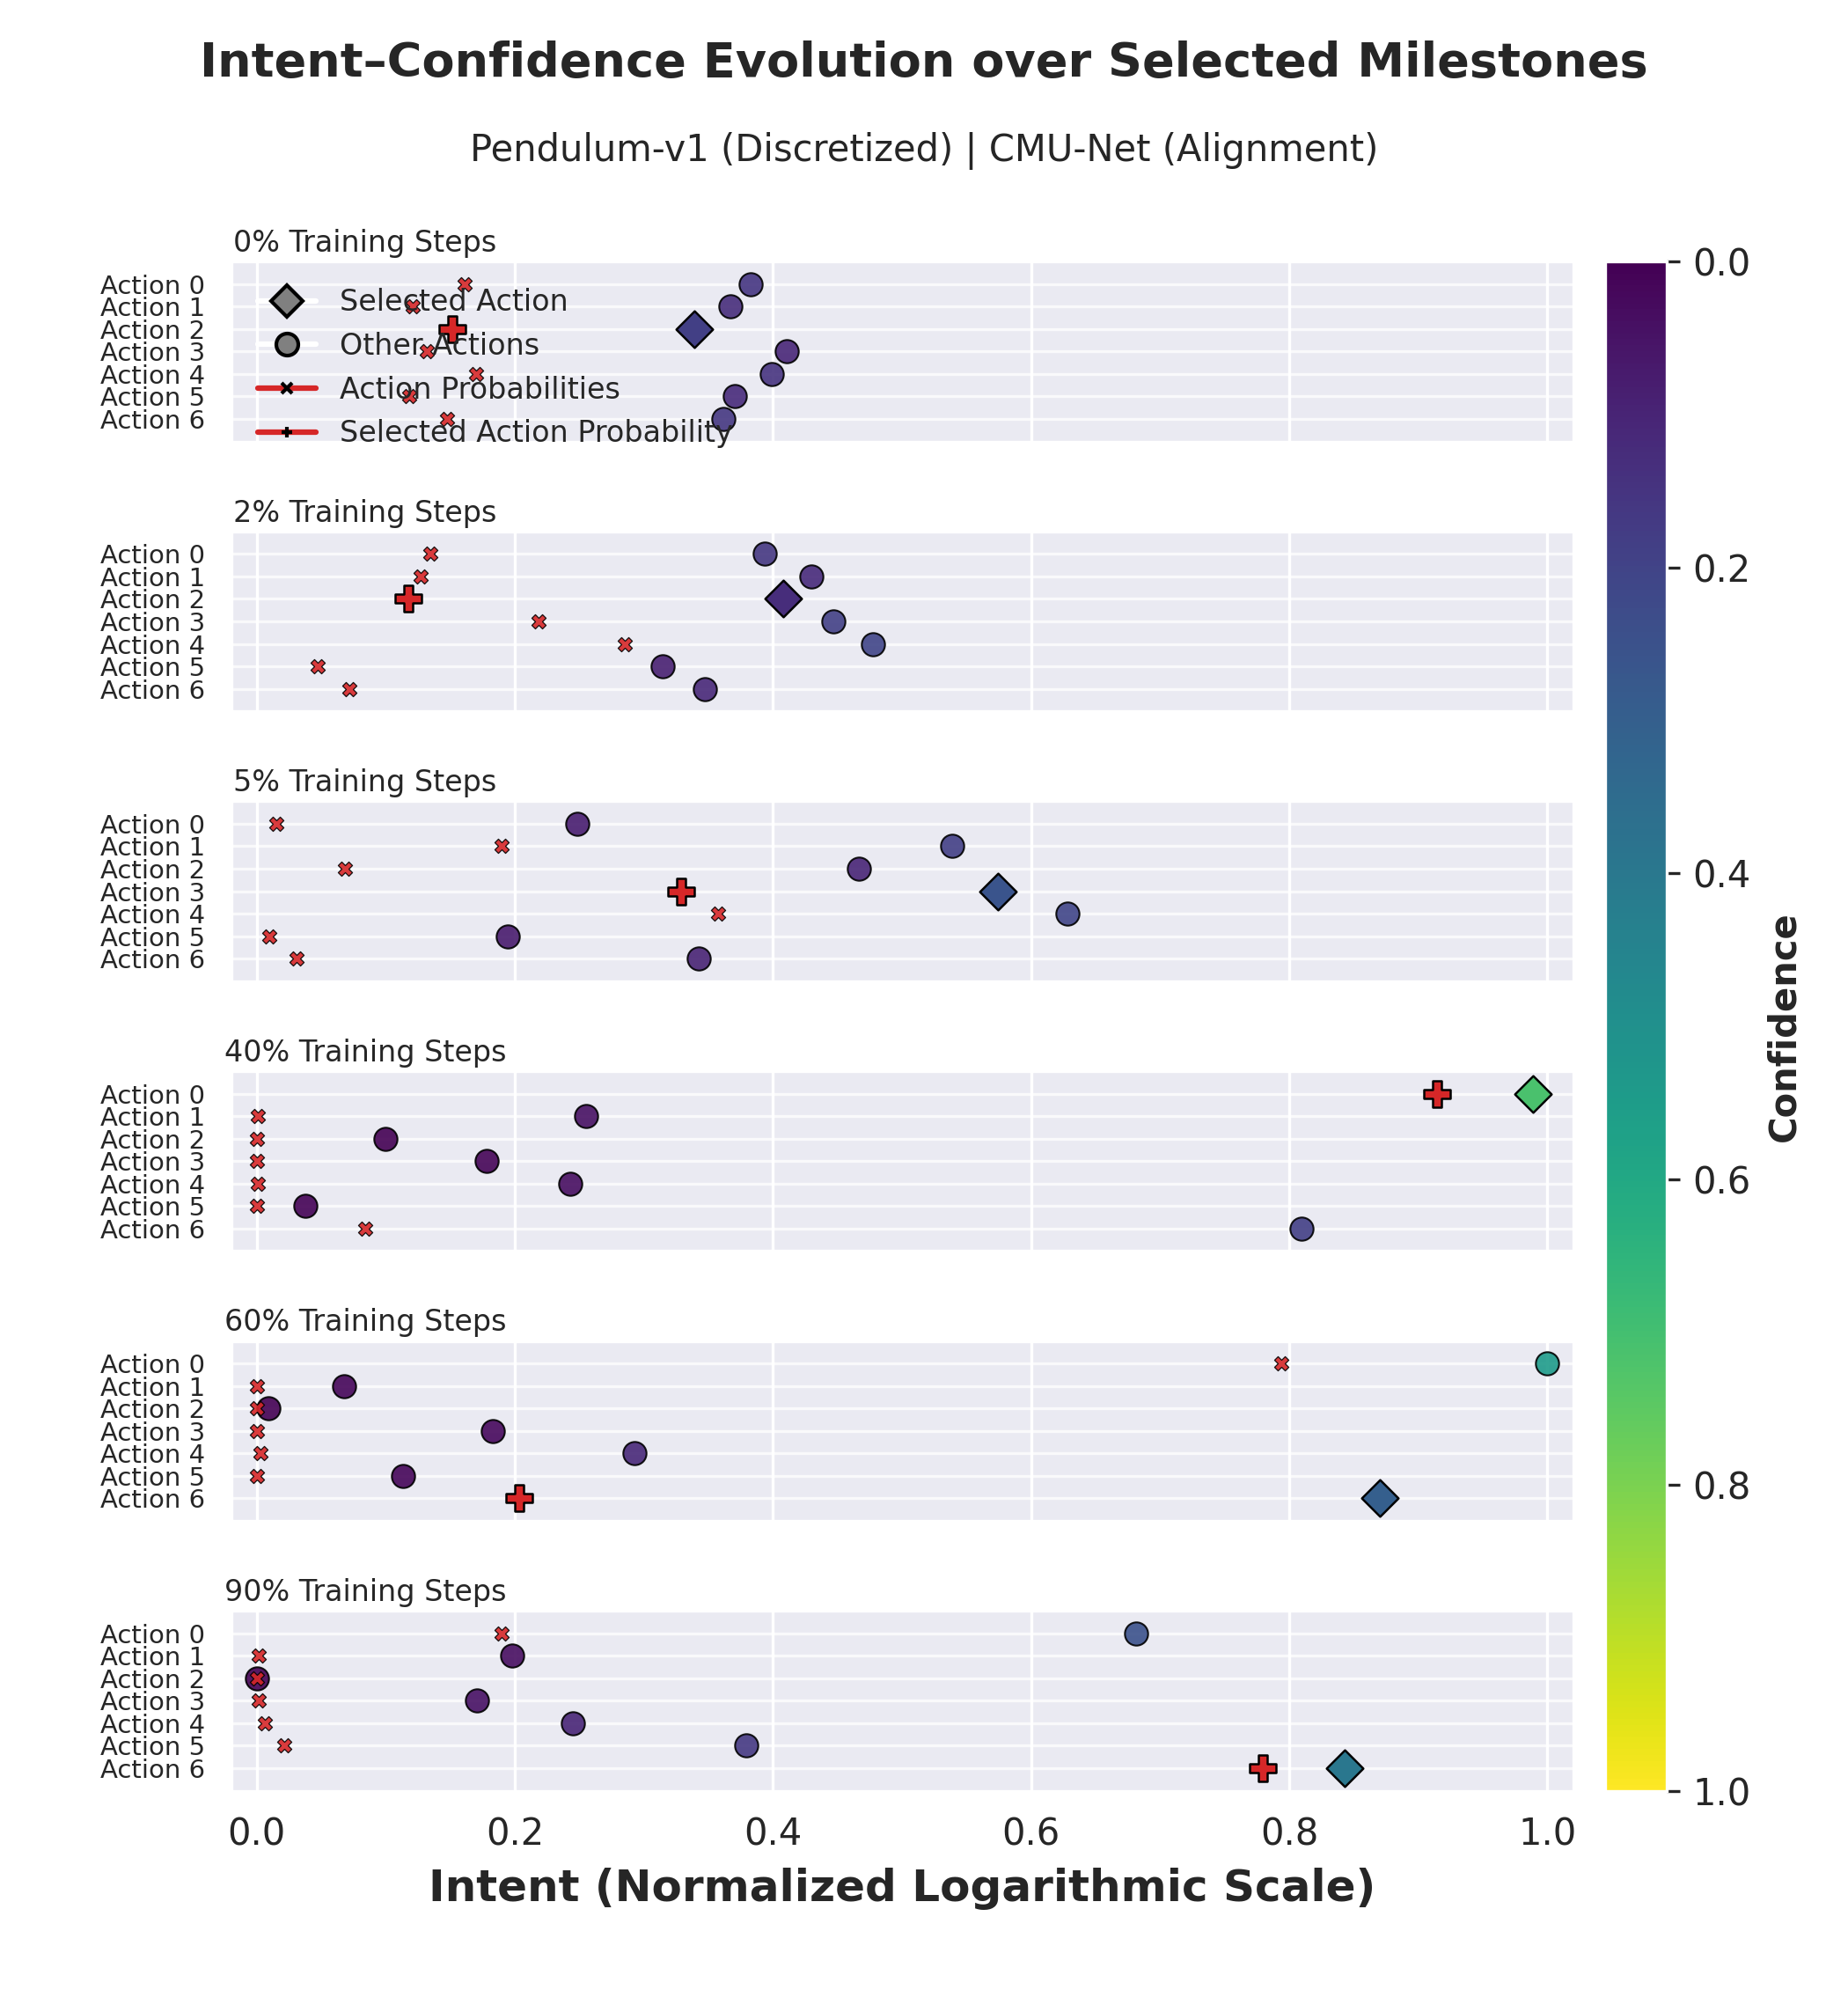 Intent–Confidence Evolution over Selected Milestones
Pendulum-v1 (Discretized) | CMU-Net (Alignment)
0% Training Steps
Action 0
Action 1
Action 2
Action 3
Action 4
Action 5
Action 6
Selected Action
Other Actions
Action Probabilities
Selected Action Probability
2% Training Steps
Action 0
Action 1
Action 2
Action 3
Action 4
Action 5
Action 6
5% Training Steps
Action 0
Action 1
Action 2
Action 3
Action 4
Action 5
Action 6
40% Training Steps
Action 0
Action 1
Action 2
Action 3
Action 4
Action 5
Action 6
60% Training Steps
Action 0
Action 1
Action 2
Action 3
Action 4
Action 5
Action 6
90% Training Steps
Action 0
Action 1
Action 2
Action 3
Action 4
Action 5
Action 6
0.0 0.2 0.4 0.6 0.8 1.0
Intent (Normalized Logarithmic Scale)
0.0
0.2
0.4
0.6
0.8
1.0
Confidence